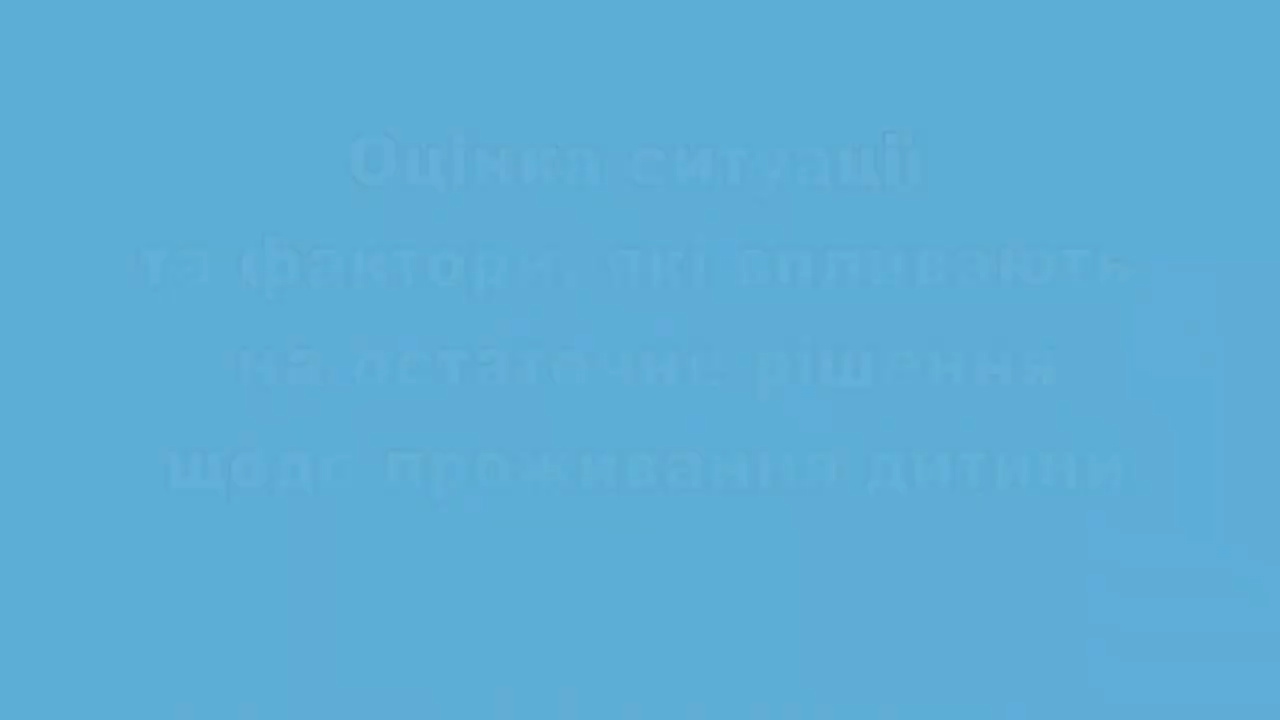 Оцінка ситуації
та фактори, які впливають
на остаточне рішення
щодо проживання дитини